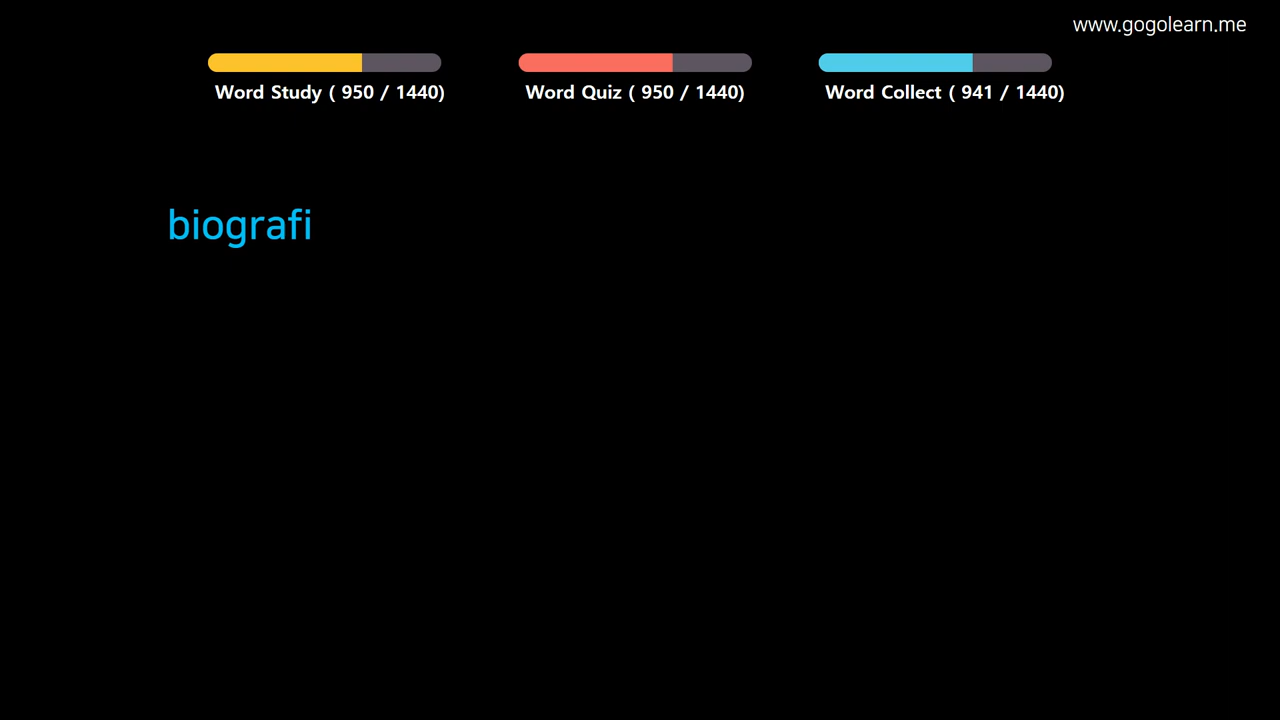 www.gogolearn.me
Word Study ( 950 / 1440)
Word Quiz ( 950 / 1440)
Word Collect ( 941 / 1440)
biografi